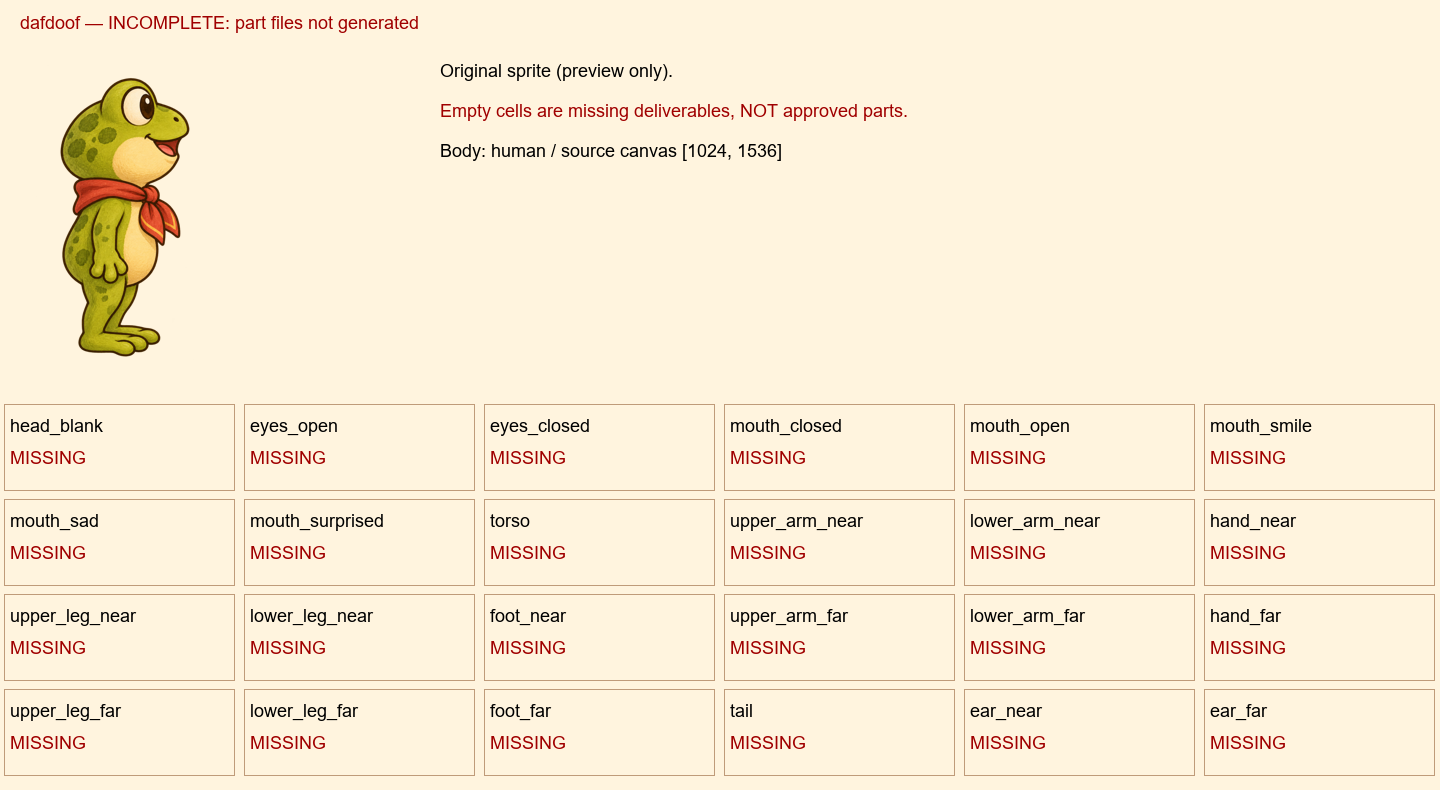 dafdoof — INCOMPLETE: part files not generated
Original sprite (preview only).
Empty cells are missing deliverables, NOT approved parts.
Body: human / source canvas [1024, 1536]
head_blank
MISSING
eyes_open
MISSING
eyes_closed
MISSING
mouth_closed
MISSING
mouth_open
MISSING
mouth_smile
MISSING
mouth_sad
MISSING
mouth_surprised
MISSING
torso
MISSING
upper_arm_near
MISSING
lower_arm_near
MISSING
hand_near
MISSING
upper_leg_near
MISSING
lower_leg_near
MISSING
foot_near
MISSING
upper_arm_far
MISSING
lower_arm_far
MISSING
hand_far
MISSING
upper_leg_far
MISSING
lower_leg_far
MISSING
foot_far
MISSING
tail
MISSING
ear_near
MISSING
ear_far
MISSING